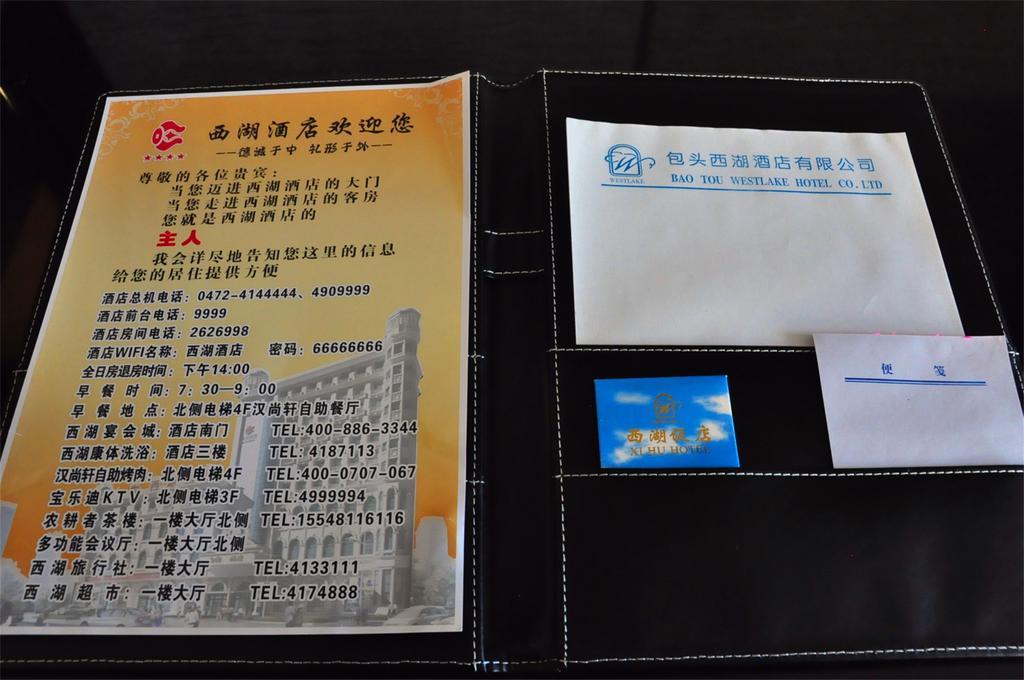 西湖酒店欢迎您
——德诚于中 礼形于外——
尊敬的各位贵宾：
当您迈进西湖酒店的大门
当您走进西湖酒店的客房
您就是西湖酒店的
主人
我会详尽地告知您这里的信息
给您的居住提供方便
酒店总机电话：0472-4144444、4909999
酒店前台电话：9999
酒店房间电话：2626998
酒店WIFI名称：西湖酒店 密码：66666666
全日房退房时间：下午14:00
早餐时间：7：30—9：00
早餐地点：北侧电梯4F汉尚轩自助餐厅
西湖宴会城：酒店南门 TEL:400-886-3344
西湖康体洗浴：酒店三楼 TEL:4187113
汉尚轩自助烤肉：北侧电梯4F TEL:400-0707-067
宝乐迪KTV：北侧电梯3F TEL:4999994
农耕者茶楼：一楼大厅北侧 TEL:15548116116
多功能会议厅：一楼大厅北侧
西湖旅行社：一楼大厅 TEL:4133111
西湖超市：一楼大厅 TEL:4174888
WESTLAKE
包头西湖酒店有限公司
BAO TOU WESTLAKE HOTEL CO.LTD
便笺
西湖饭店
XI HU HOTEL